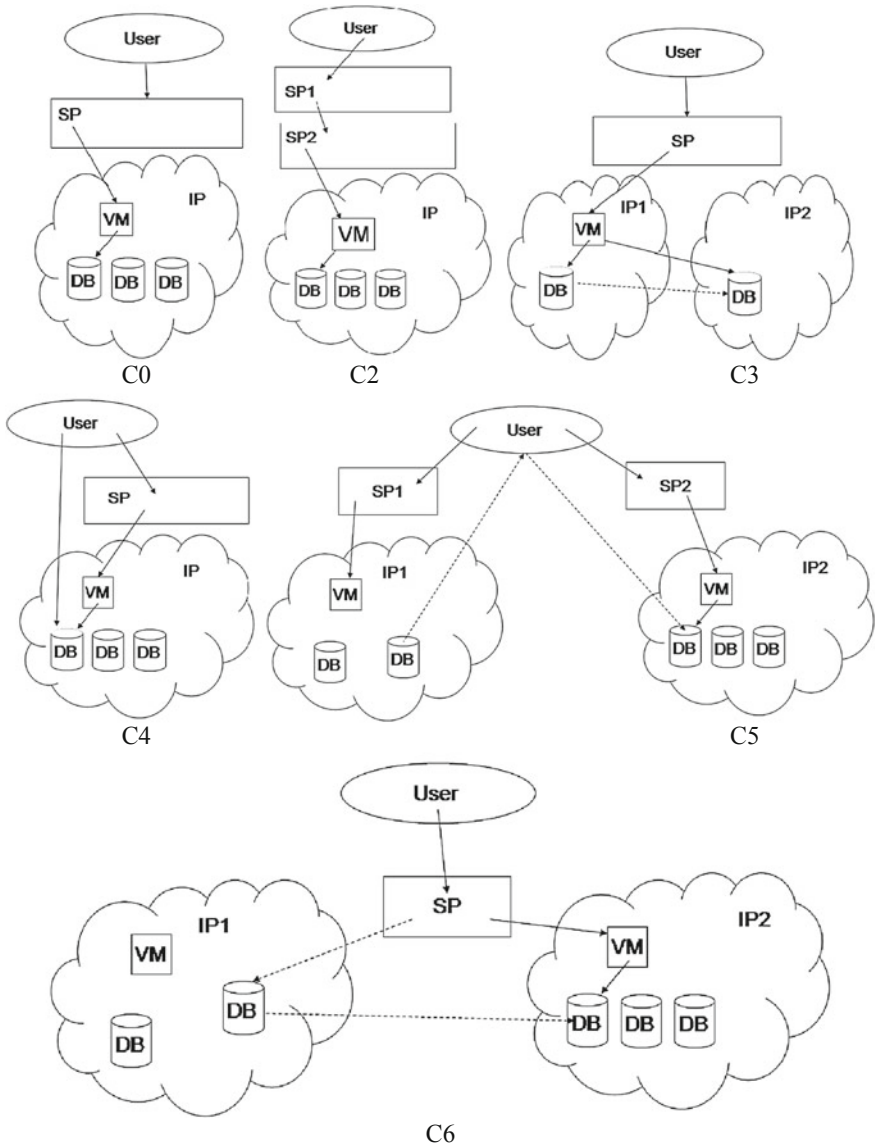 User
SP
IP
VM
DB DB DB
C0
User
SP1
SP2
IP
VM
DB DB DB
C2
User
SP
IP1
IP2
VM
DB
DB
C3
User
SP
IP
VM
DB DB DB
C4
User
SP1
SP2
IP1
VM
DB
DB
IP2
VM
DB DB DB
C5
User
SP
IP1
VM
DB
DB
IP2
VM
DB DB DB
C6